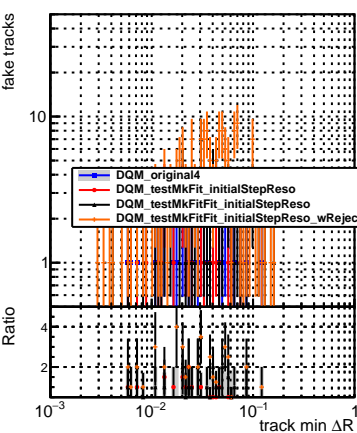 fake tracks
10
DQM_original4
DQM_testMkFit_initialStepReso
DQM_testMkFitFit_initialStepReso
DQM_testMkFitFit_initialStepReso_wRejec
1
Ratio
4
2
10⁻³ 10⁻² 10⁻¹ 1
track min ΔR